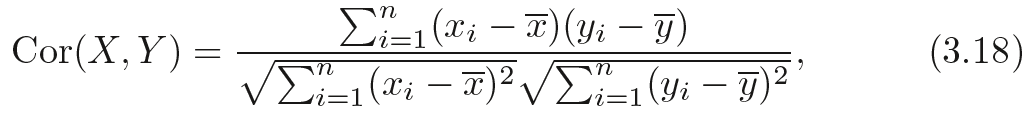 Cor(X, Y) = \frac{\sum_{i=1}^{n}(x_i - \overline{x})(y_i - \overline{y})}{\sqrt{\sum_{i=1}^{n}(x_i - \overline{x})^2}\sqrt{\sum_{i=1}^{n}(y_i - \overline{y})^2}}, (3.18)